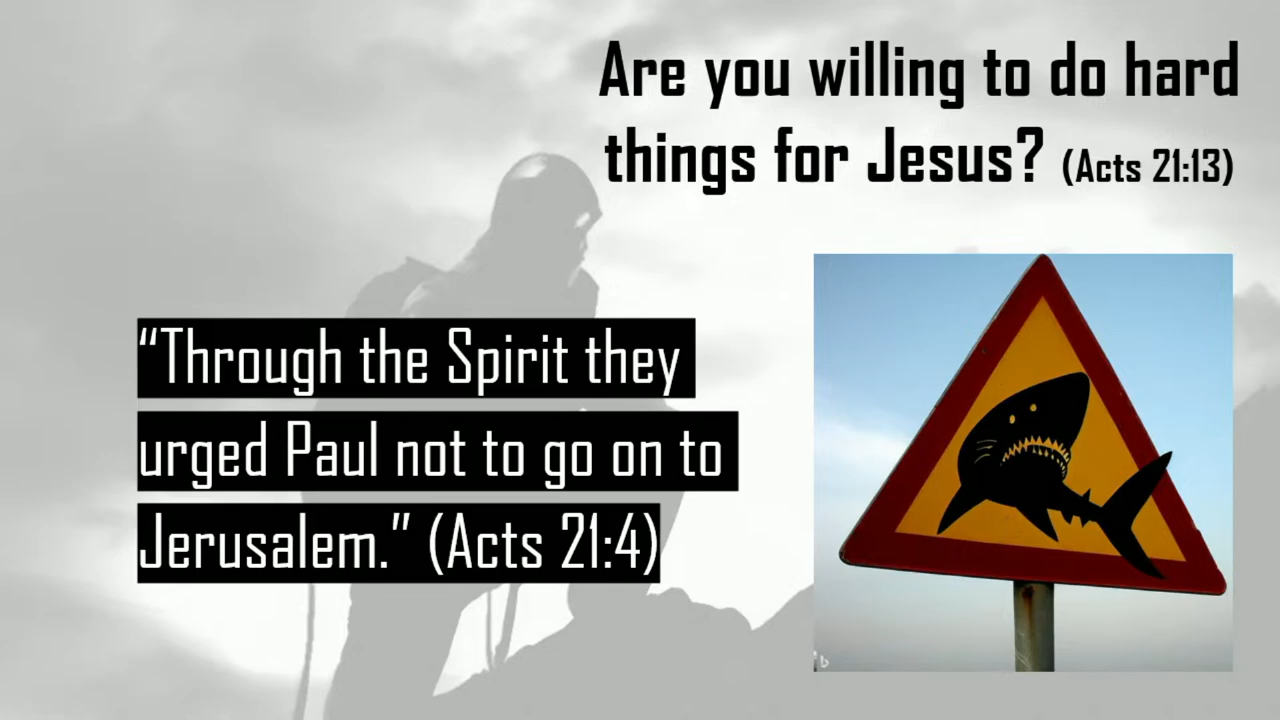 Are you willing to do hard
things for Jesus? (Acts 21:13)
“Through the Spirit they
urged Paul not to go on to
Jerusalem.” (Acts 21:4)